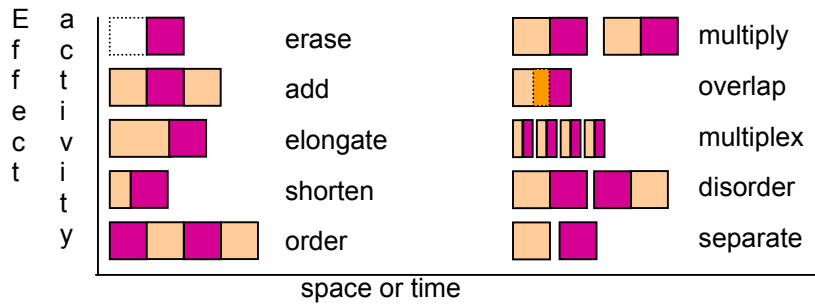 Effect
activity
erase
add
elongate
shorten
order
multiply
overlap
multiplex
disorder
separate
space or time